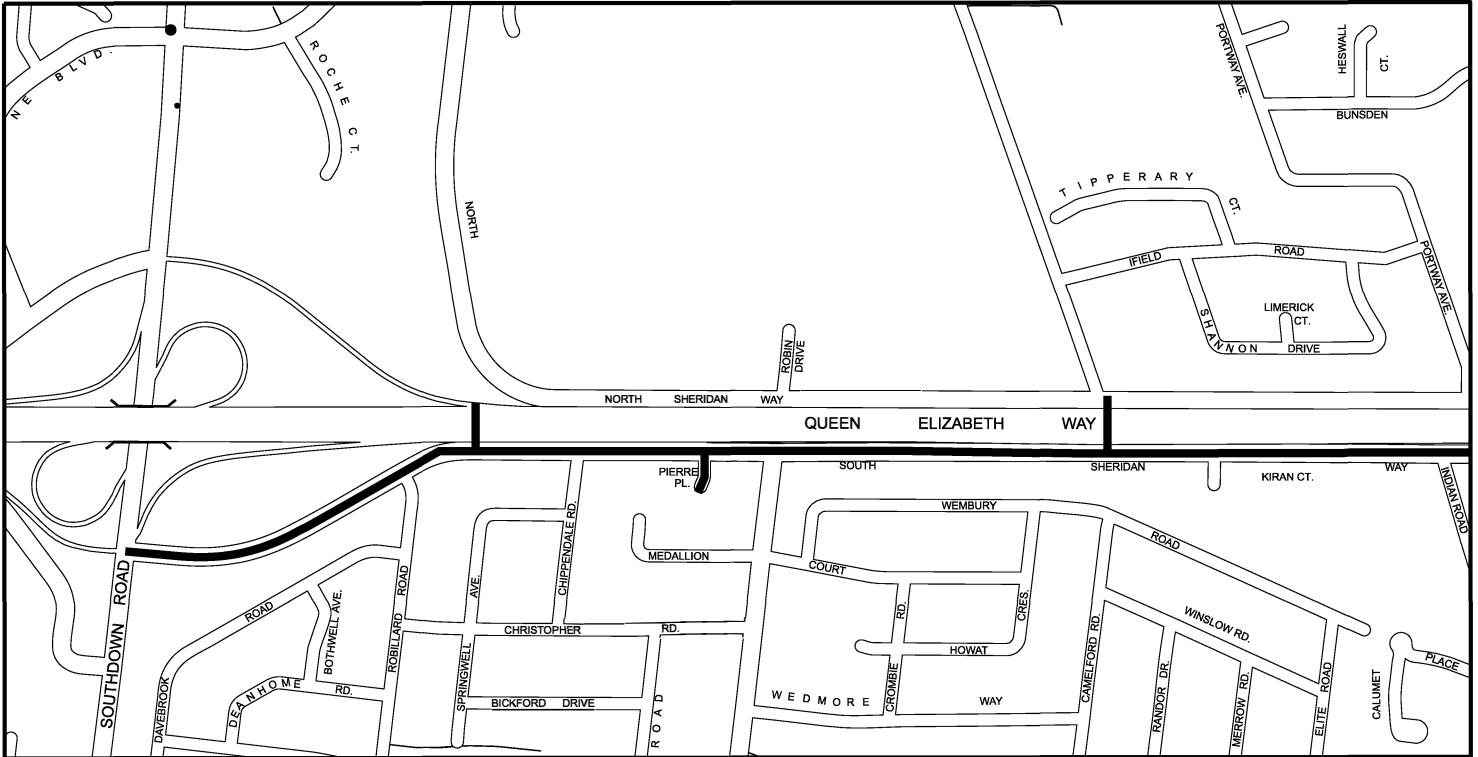 NE BLVD.
ROCHE CT.
PORTWAY AVE.
HESWALL
CT.
BUNSDEN
NORTH
TIPPERARY
CT.
IFIELD
ROAD
PORTWAY AVE.
SHANNON
DRIVE
LIMERICK
CT.
ROBIN
DRIVE
NORTH SHERIDAN WAY
QUEEN ELIZABETH WAY
PIERRE
PL.
SOUTH SHERIDAN WAY
KIRAN CT.
INDIAN ROAD
WEMBURY
ROAD
CHIPPENDALE RD.
MEDALLION
COURT
SOUTHDOWN ROAD
ROAD
DAVEBROOK
BOTHWELL AVE.
ROAD
ROBILLARD
AVE.
SPRINGWELL
CHRISTOPHER RD.
RD.
CROMBIE
CRES.
HOWAT
CAMELFORD RD.
WINSLOW RD.
DEANHOME RD.
BICKFORD DRIVE
ROAD
WEDMORE WAY
RANDOR DR.
MERROW RD.
ROAD
ELITE
CALUMET
PLACE